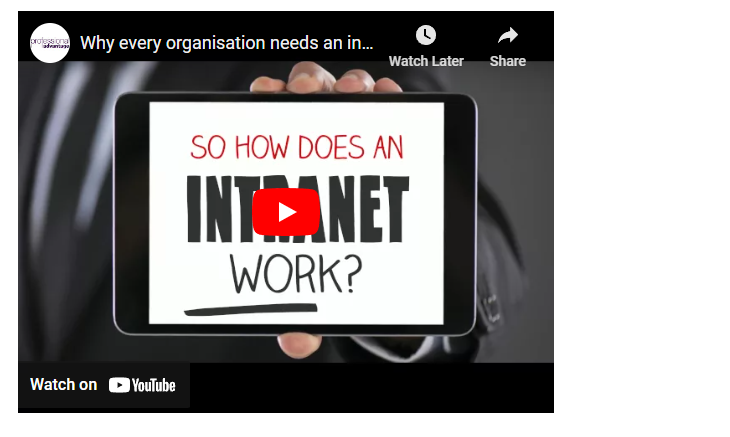 professional
advantage
Why every organisation needs an in...
Watch Later
Share
SO HOW DOES AN
INTRANET
WORK?
Watch on YouTube